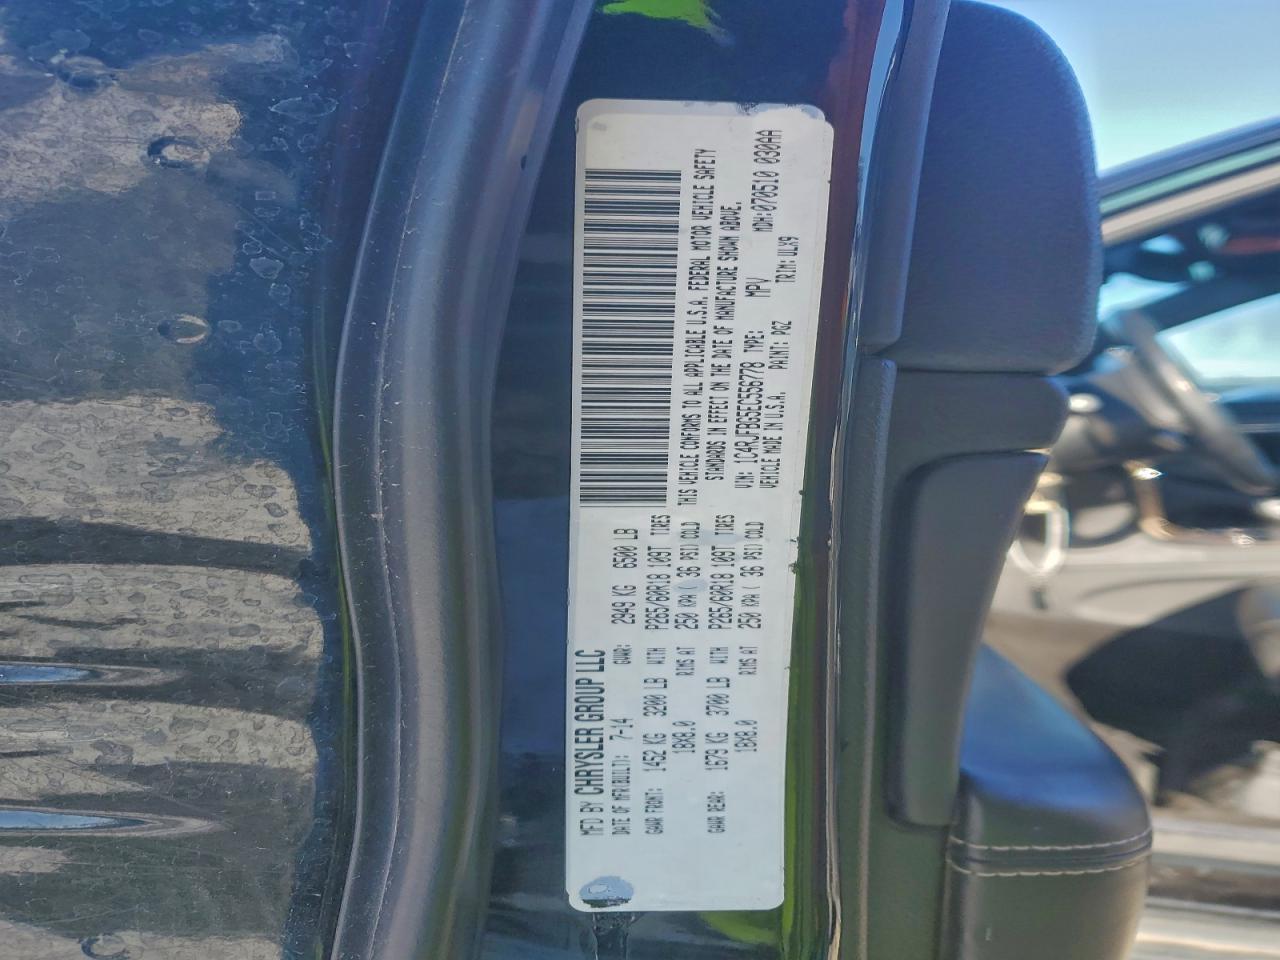 MFD BY CHRYSLER GROUP LLC
DATE OF MFR(BUILT): 7-14 GVWR: 2949 KG 6500 LB
GAWR FRONT: 1452 KG 3200 LB WITH P265/60R18 109T TIRES
18X8.0 RIMS AT 250 KPA ( 36 PSI) COLD
GAWR REAR: 1679 KG 3700 LB WITH P265/60R18 109T TIRES
18X8.0 RIMS AT 250 KPA ( 36 PSI) COLD
THIS VEHICLE CONFORMS TO ALL APPLICABLE U.S.A. FEDERAL MOTOR VEHICLE SAFETY
STANDARDS IN EFFECT ON THE DATE OF MANUFACTURE SHOWN ABOVE.
VIN: 1C4RJFBG5EC556778 TYPE: MPV MDH:070510 030AA
VEHICLE MADE IN U.S.A. PAINT: PGZ TRIM: ULX9